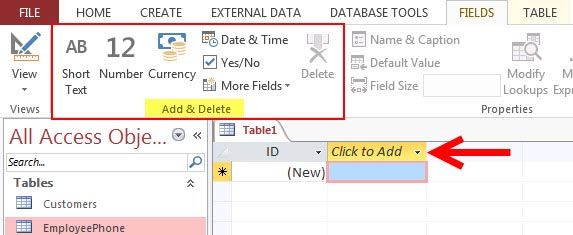 FILE HOME CREATE EXTERNAL DATA DATABASE TOOLS FIELDS TABLE
View
Views
AB
Short Text
12
Number
Currency
Date & Time
Yes/No
More Fields
Delete
Add & Delete
Name & Caption
Default Value
Field Size
Modify Lookups
Properties
All Access Obje...
Search...
Tables
Customers
EmployeePhone
Table1
ID Click to Add
(New)